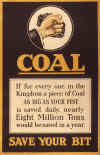 COAL
If for every one in the
Kingdom a piece of Coal
AS BIG AS YOUR FIST
is saved daily, nearly
Eight Million Tons
would be saved in a year.
SAVE YOUR BIT